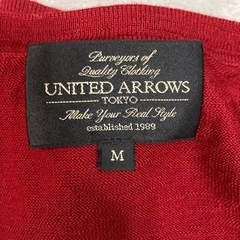 Purveyors of
Quality Clothing
UNITED ARROWS
TOKYO
Make Your Real Style
established 1989
M